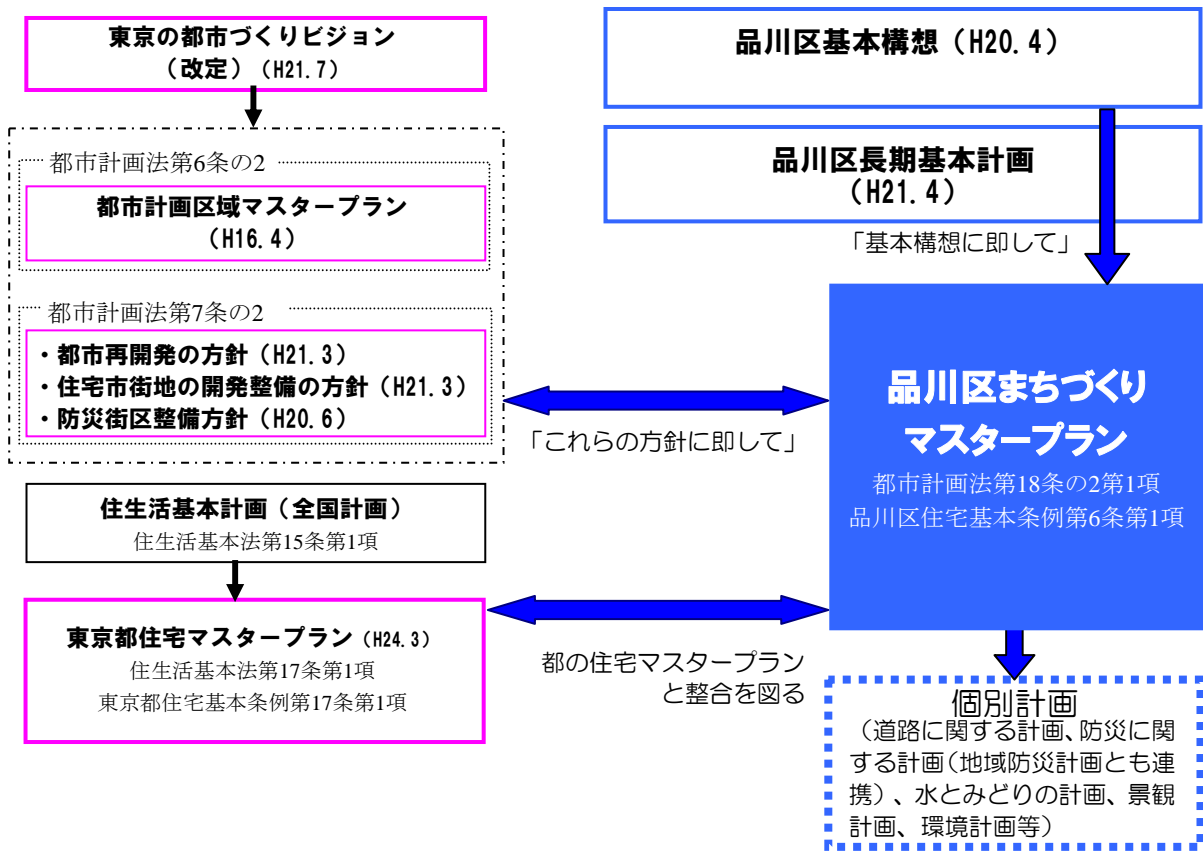 東京の都市づくりビジョン
（改定）(H21.7)
都市計画法第6条の2
都市計画区域マスタープラン
(H16.4)
都市計画法第7条の2
・都市再開発の方針（H21.3）
・住宅市街地の開発整備の方針（H21.3）
・防災街区整備方針（H20.6）
住生活基本計画（全国計画）
住生活基本法第15条第1項
東京都住宅マスタープラン（H24.3）
住生活基本法第17条第1項
東京都住宅基本条例第17条第1項
品川区基本構想（H20.4）
品川区長期基本計画
（H21.4）
「基本構想に即して」
「これらの方針に即して」
都の住宅マスタープラン
と整合を図る
品川区まちづくり
マスタープラン
都市計画法第18条の2第1項
品川区住宅基本条例第6条第1項
個別計画
（道路に関する計画、防災に関
する計画（地域防災計画とも連
携）、水とみどりの計画、景観
計画、環境計画等）